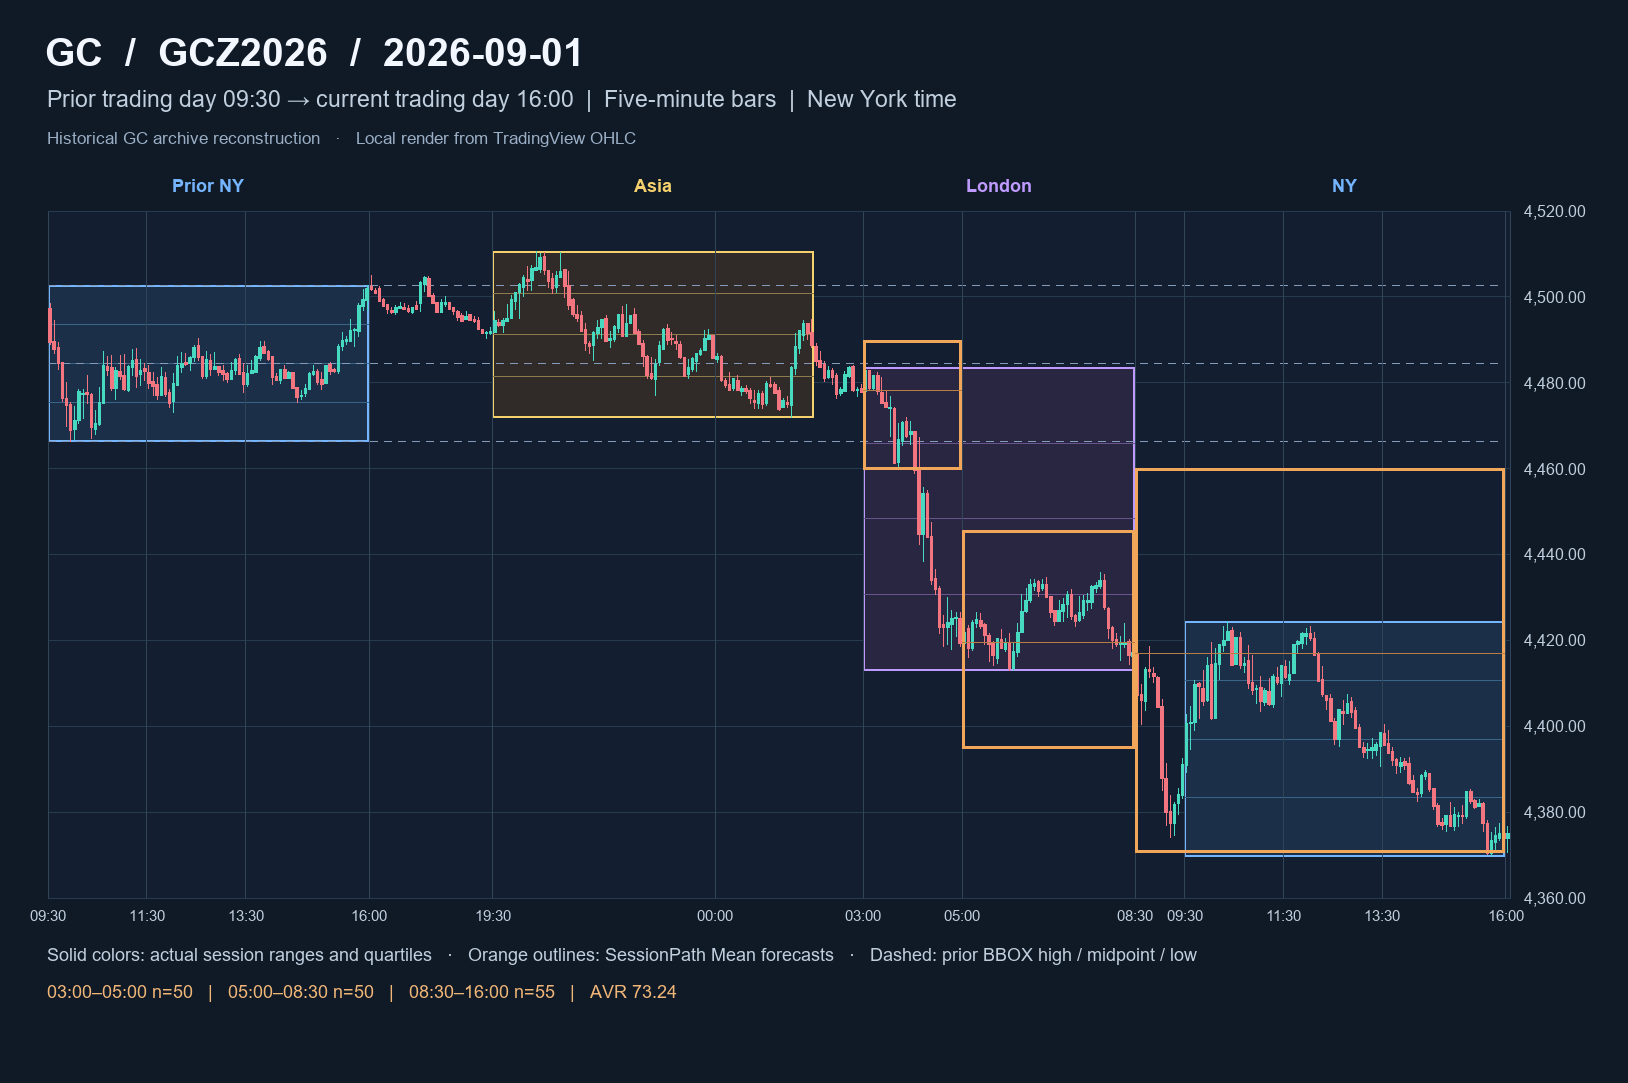 GC / GCZ2026 / 2026-09-01
Prior trading day 09:30 → current trading day 16:00 | Five-minute bars | New York time
Historical GC archive reconstruction · Local render from TradingView OHLC
Prior NY Asia London NY
4,520.00
4,500.00
4,480.00
4,460.00
4,440.00
4,420.00
4,400.00
4,380.00
4,360.00
09:30 11:30 13:30 16:00 19:30 00:00 03:00 05:00 08:30 09:30 11:30 13:30 16:00
Solid colors: actual session ranges and quartiles · Orange outlines: SessionPath Mean forecasts · Dashed: prior BBOX high / midpoint / low
03:00–05:00 n=50 | 05:00–08:30 n=50 | 08:30–16:00 n=55 | AVR 73.24